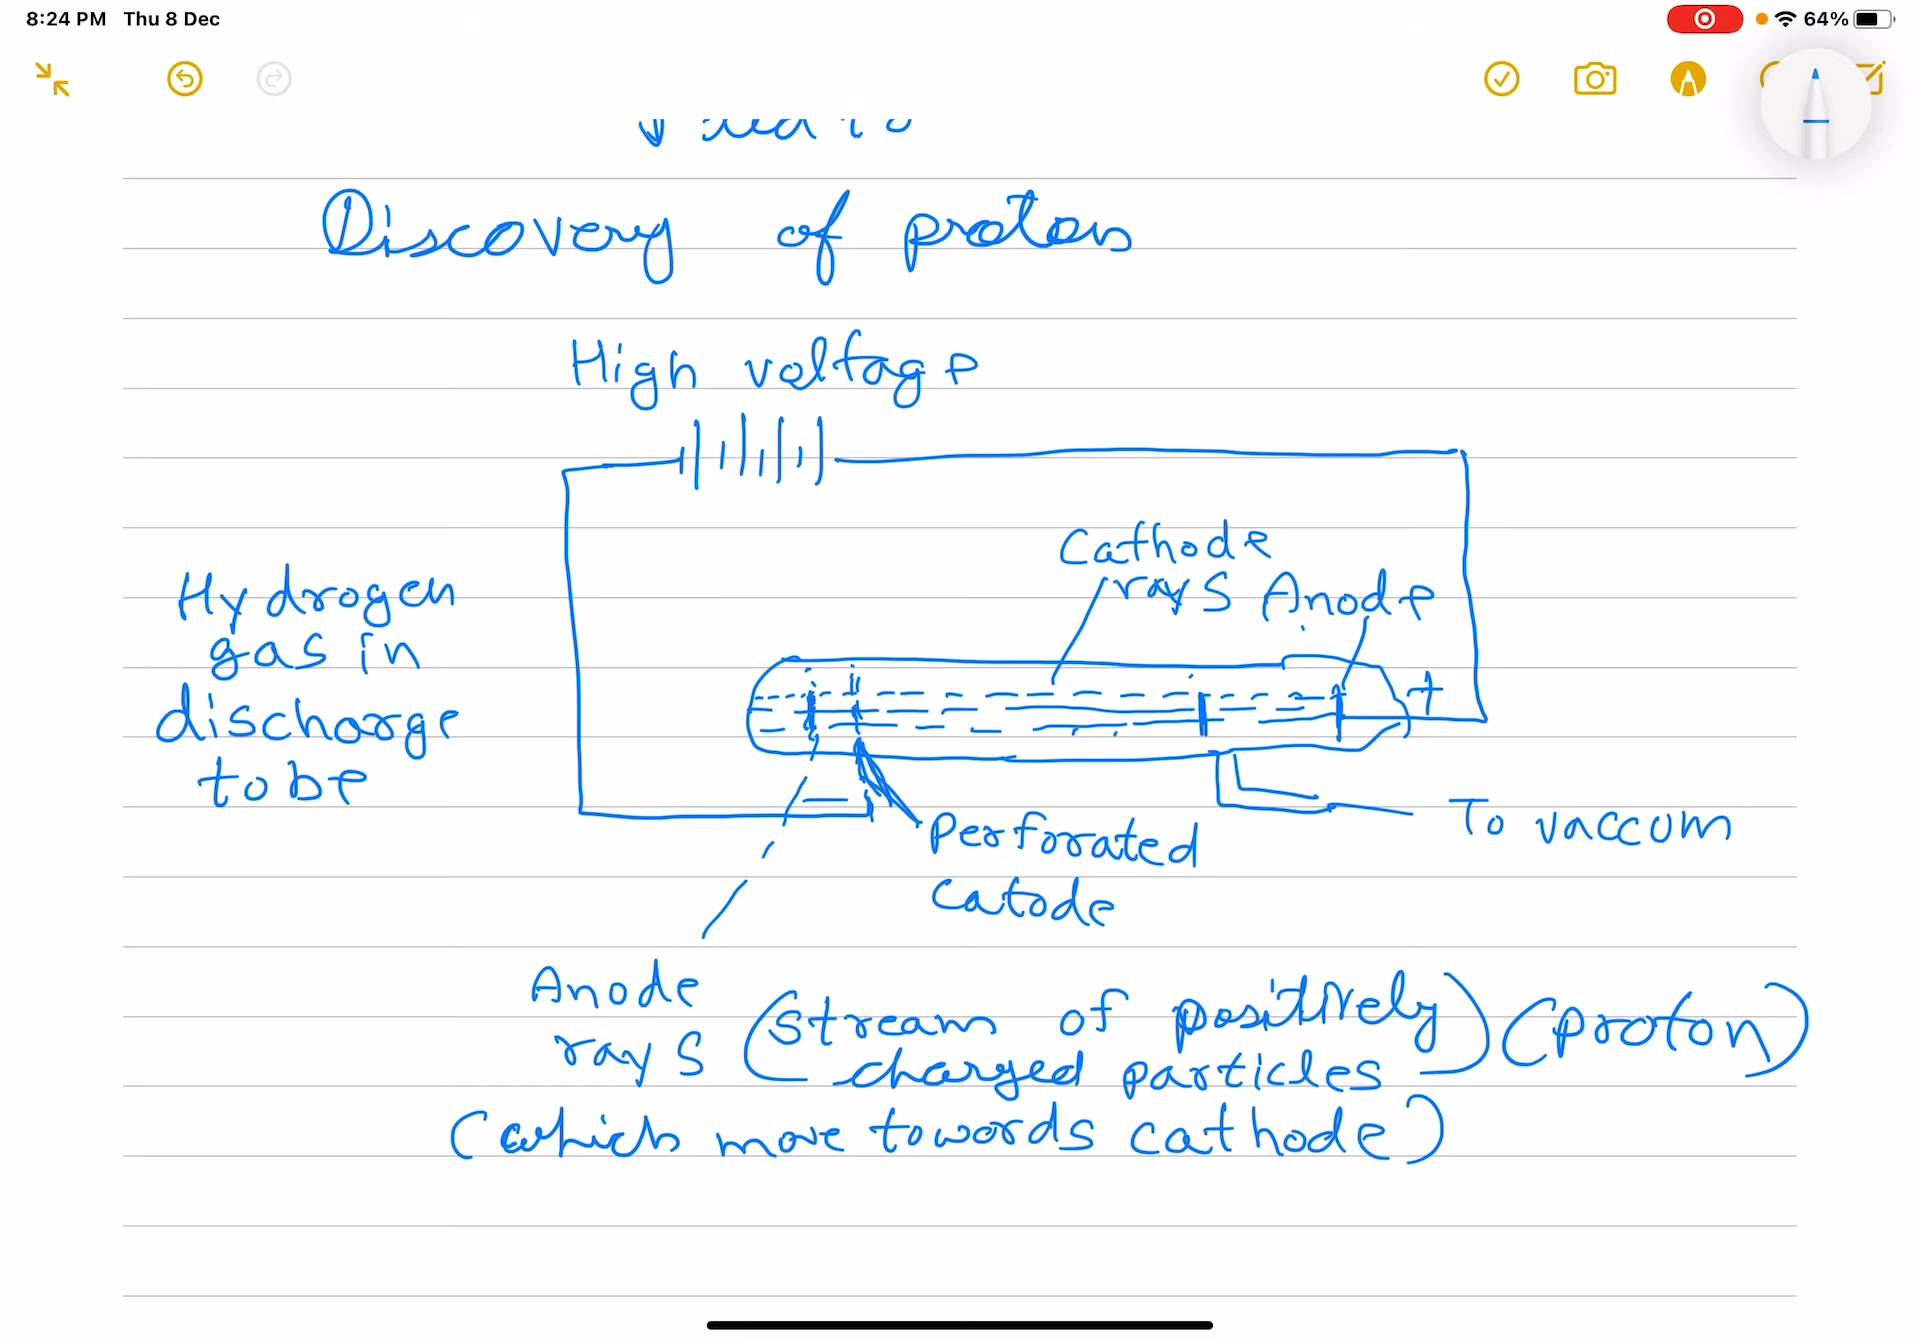 8:24 PM Thu 8 Dec
64%
Discovery of proton
High voltage
Cathode
rays Anode
Hydrogen
gas in
discharge
tobe
+
To vaccum
Perforated
Catode
Anode
rays (stream of positively) (proton)
charged particles
(which move towords cathode)